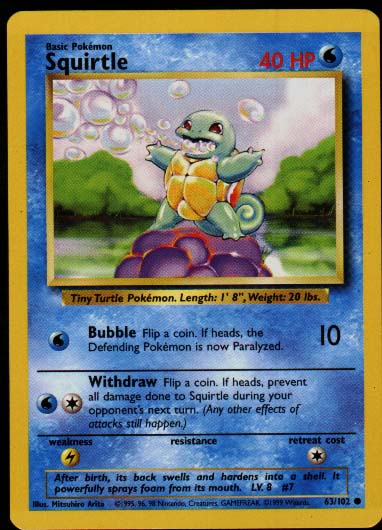 Basic Pokémon
Squirtle 40 HP
Tiny Turtle Pokémon. Length: 1' 8", Weight: 20 lbs.
Bubble Flip a coin. If heads, the
Defending Pokémon is now Paralyzed.
10
Withdraw Flip a coin. If heads, prevent
all damage done to Squirtle during your
opponent's next turn. (Any other effects of
attacks still happen.)
weakness resistance retreat cost
After birth, its back swells and hardens into a shell. It
powerfully sprays foam from its mouth. LV. 8 #7
Illus. Mitsuhiro Arita ©1995, 96, 98 Nintendo, Creatures, GAMEFREAK. ©1999 Wizards. 63/102